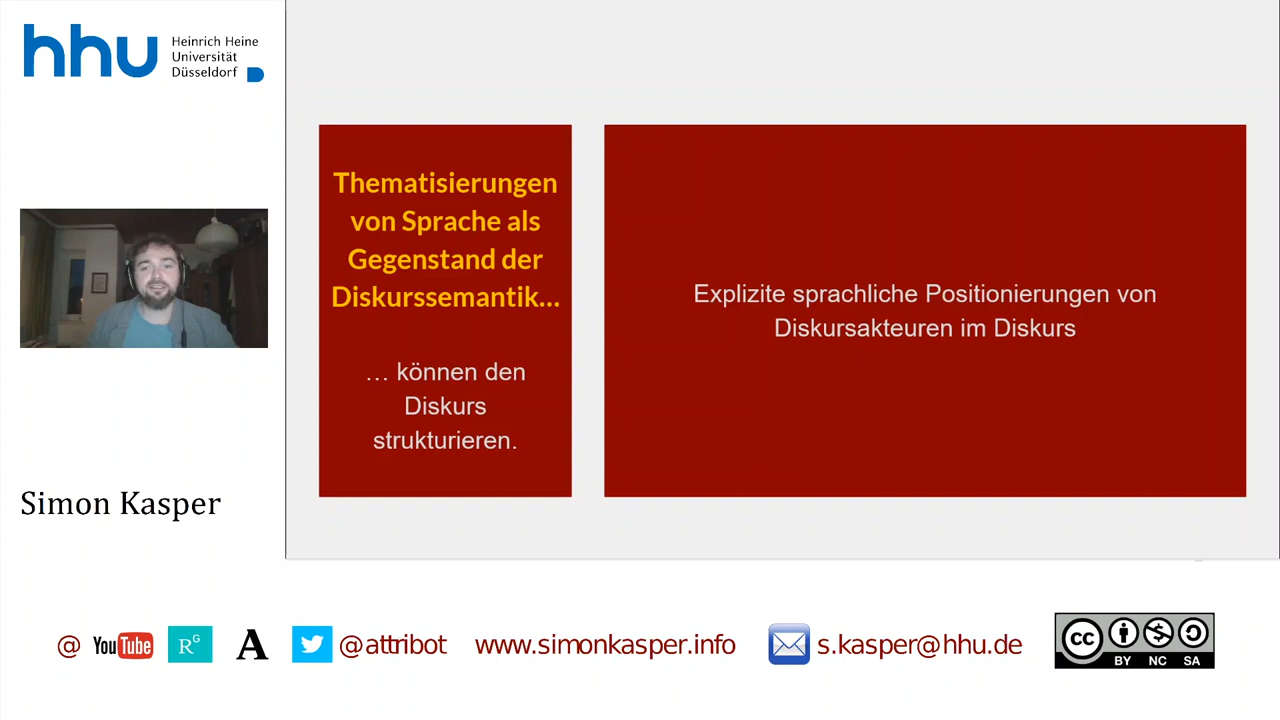 hhu
Heinrich Heine
Universität
Düsseldorf
Thematisierungen
von Sprache als
Gegenstand der
Diskurssemantik...
… können den
Diskurs
strukturieren.
Explizite sprachliche Positionierungen von
Diskursakteuren im Diskurs
Simon Kasper
@ YouTube RG A @attribot www.simonkasper.info s.kasper@hhu.de cc
BY NC SA